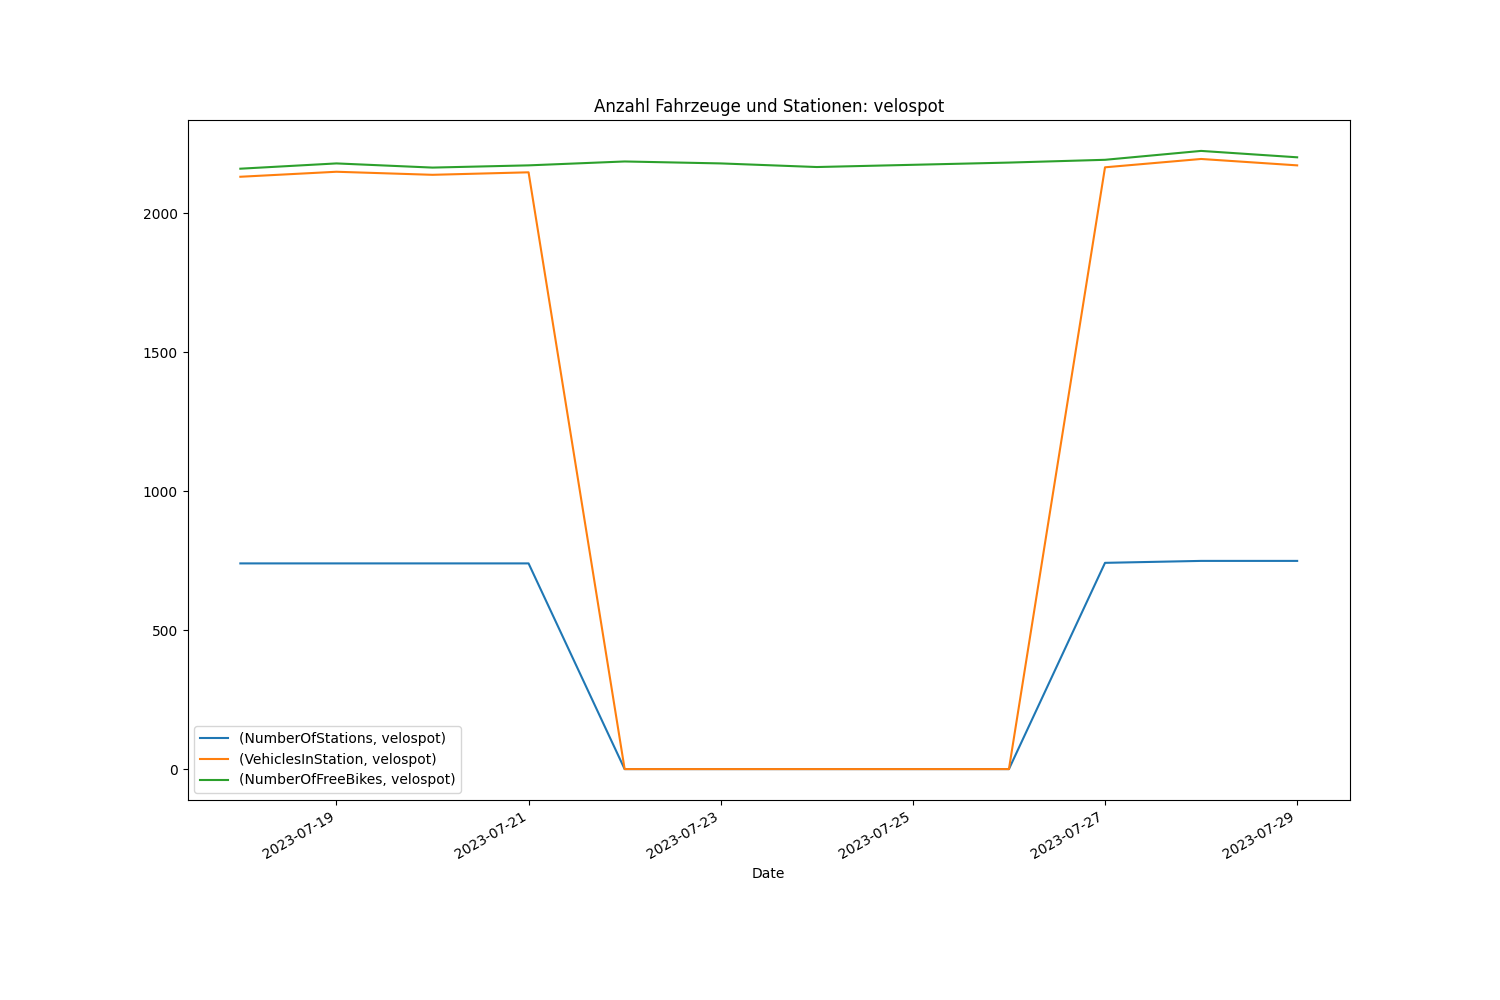 Anzahl Fahrzeuge und Stationen: velospot
2000
1500
1000
500
0
(NumberOfStations, velospot)
(VehiclesInStation, velospot)
(NumberOfFreeBikes, velospot)
2023-07-19
2023-07-21
2023-07-23
2023-07-25
2023-07-27
2023-07-29
Date